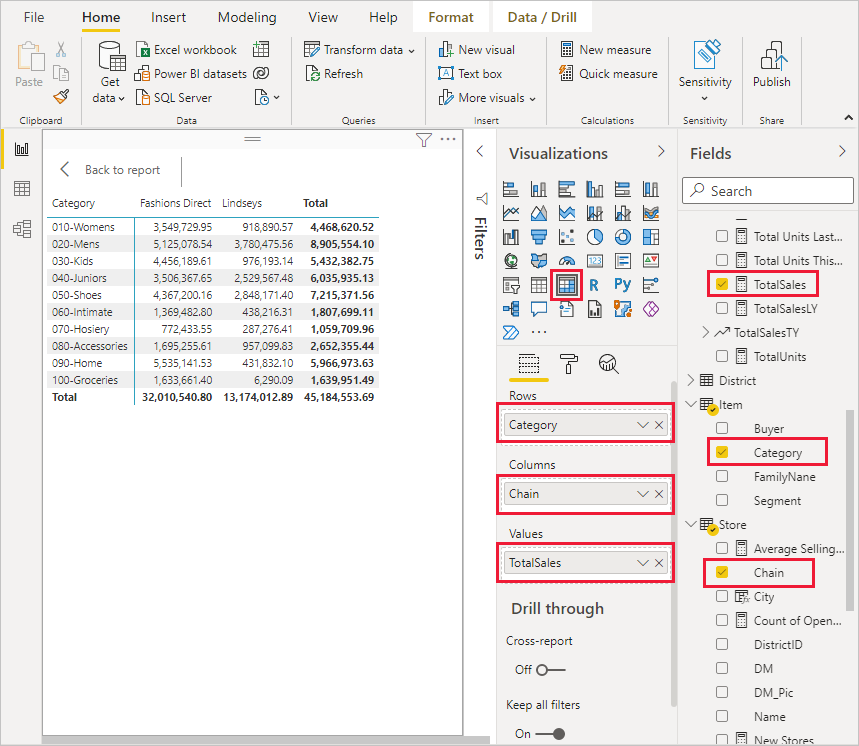 File Home Insert Modeling View Help Format Data / Drill
Paste
Clipboard
Get data
Excel workbook
Power BI datasets
SQL Server
Data
Transform data
Refresh
Queries
New visual
Text box
More visuals
Insert
New measure
Quick measure
Calculations
Sensitivity
Sensitivity
Publish
Share
Back to report
Category Fashions Direct Lindseys Total
010-Womens 3,549,729.95 918,890.57 4,468,620.52
020-Mens 5,125,078.54 3,780,475.56 8,905,554.10
030-Kids 4,456,189.61 976,193.14 5,432,382.75
040-Juniors 3,506,367.65 2,529,567.48 6,035,935.13
050-Shoes 4,367,200.16 2,848,171.40 7,215,371.56
060-Intimate 1,369,482.80 438,216.31 1,807,699.11
070-Hosiery 772,433.55 287,276.41 1,059,709.96
080-Accessories 1,695,255.61 957,099.83 2,652,355.44
090-Home 5,535,141.53 431,832.10 5,966,973.63
100-Groceries 1,633,661.40 6,290.09 1,639,951.49
Total 32,010,540.80 13,174,012.89 45,184,553.69
Filters
Visualizations
123
R Py
Rows
Category
Columns
Chain
Values
TotalSales
Drill through
Cross-report
Off
Keep all filters
On
Fields
Search
Total Units Last...
Total Units This...
TotalSales
TotalSalesLY
TotalSalesTY
TotalUnits
District
Item
Buyer
Category
FamilyNane
Segment
Store
Average Selling...
Chain
City
Count of Open...
DistrictID
DM
DM_Pic
Name
New Stores